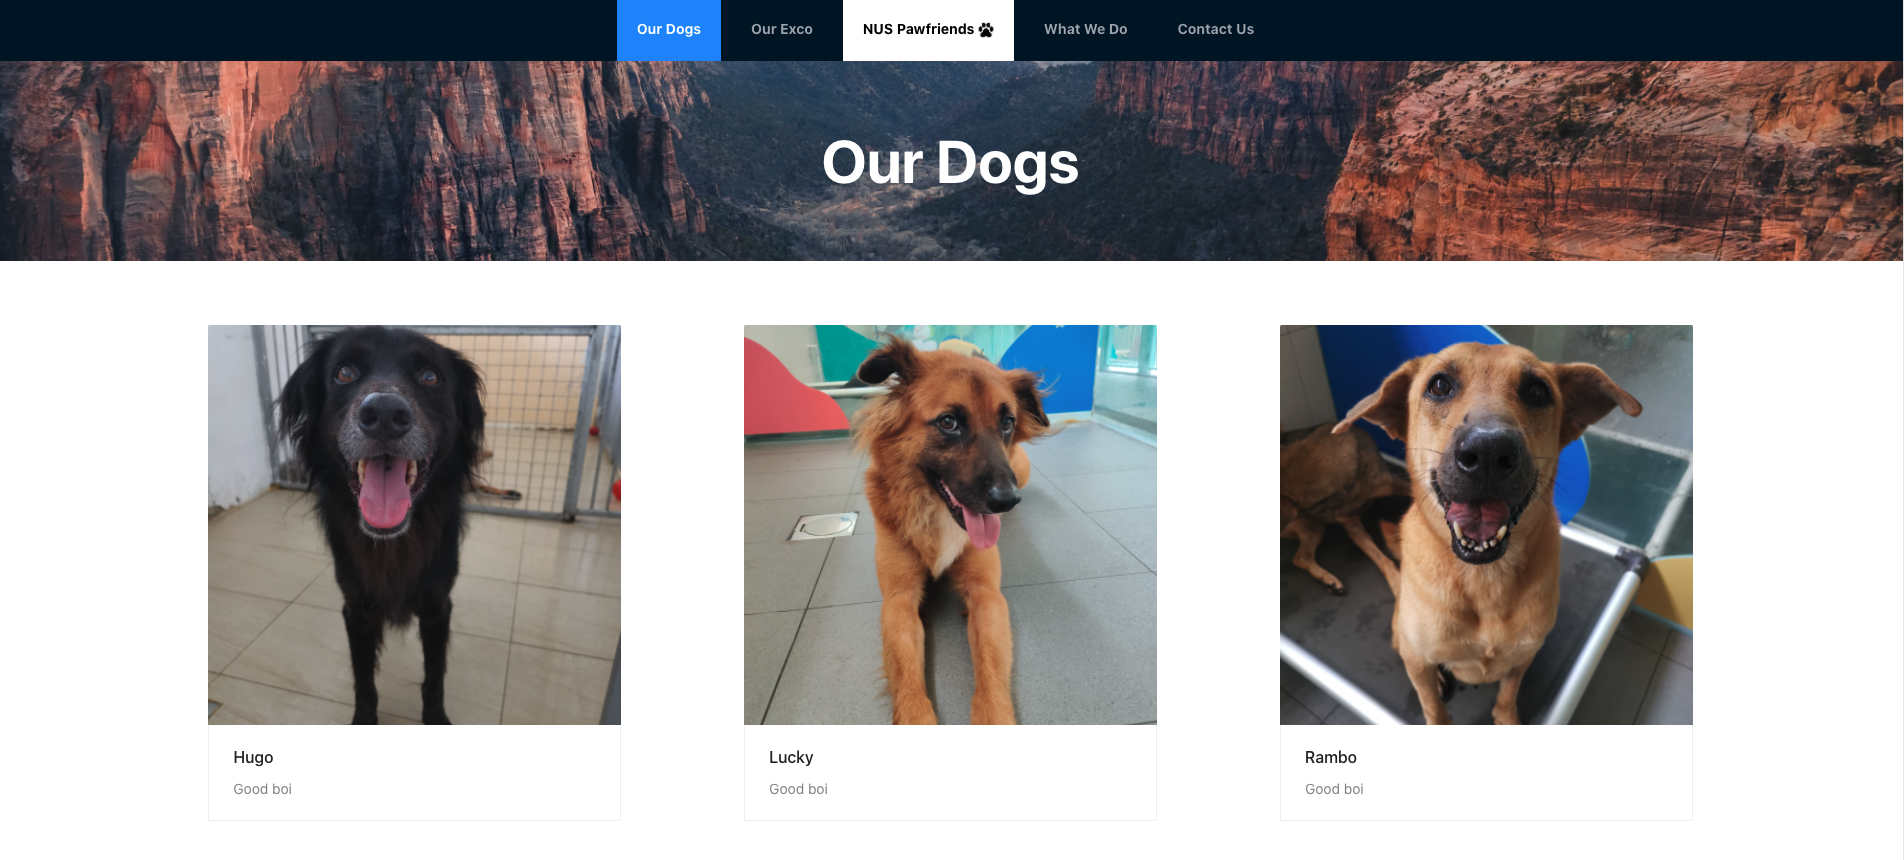 Our Dogs
Our Exco
NUS Pawfriends
What We Do
Contact Us
Our Dogs
Hugo
Good boi
Lucky
Good boi
Rambo
Good boi